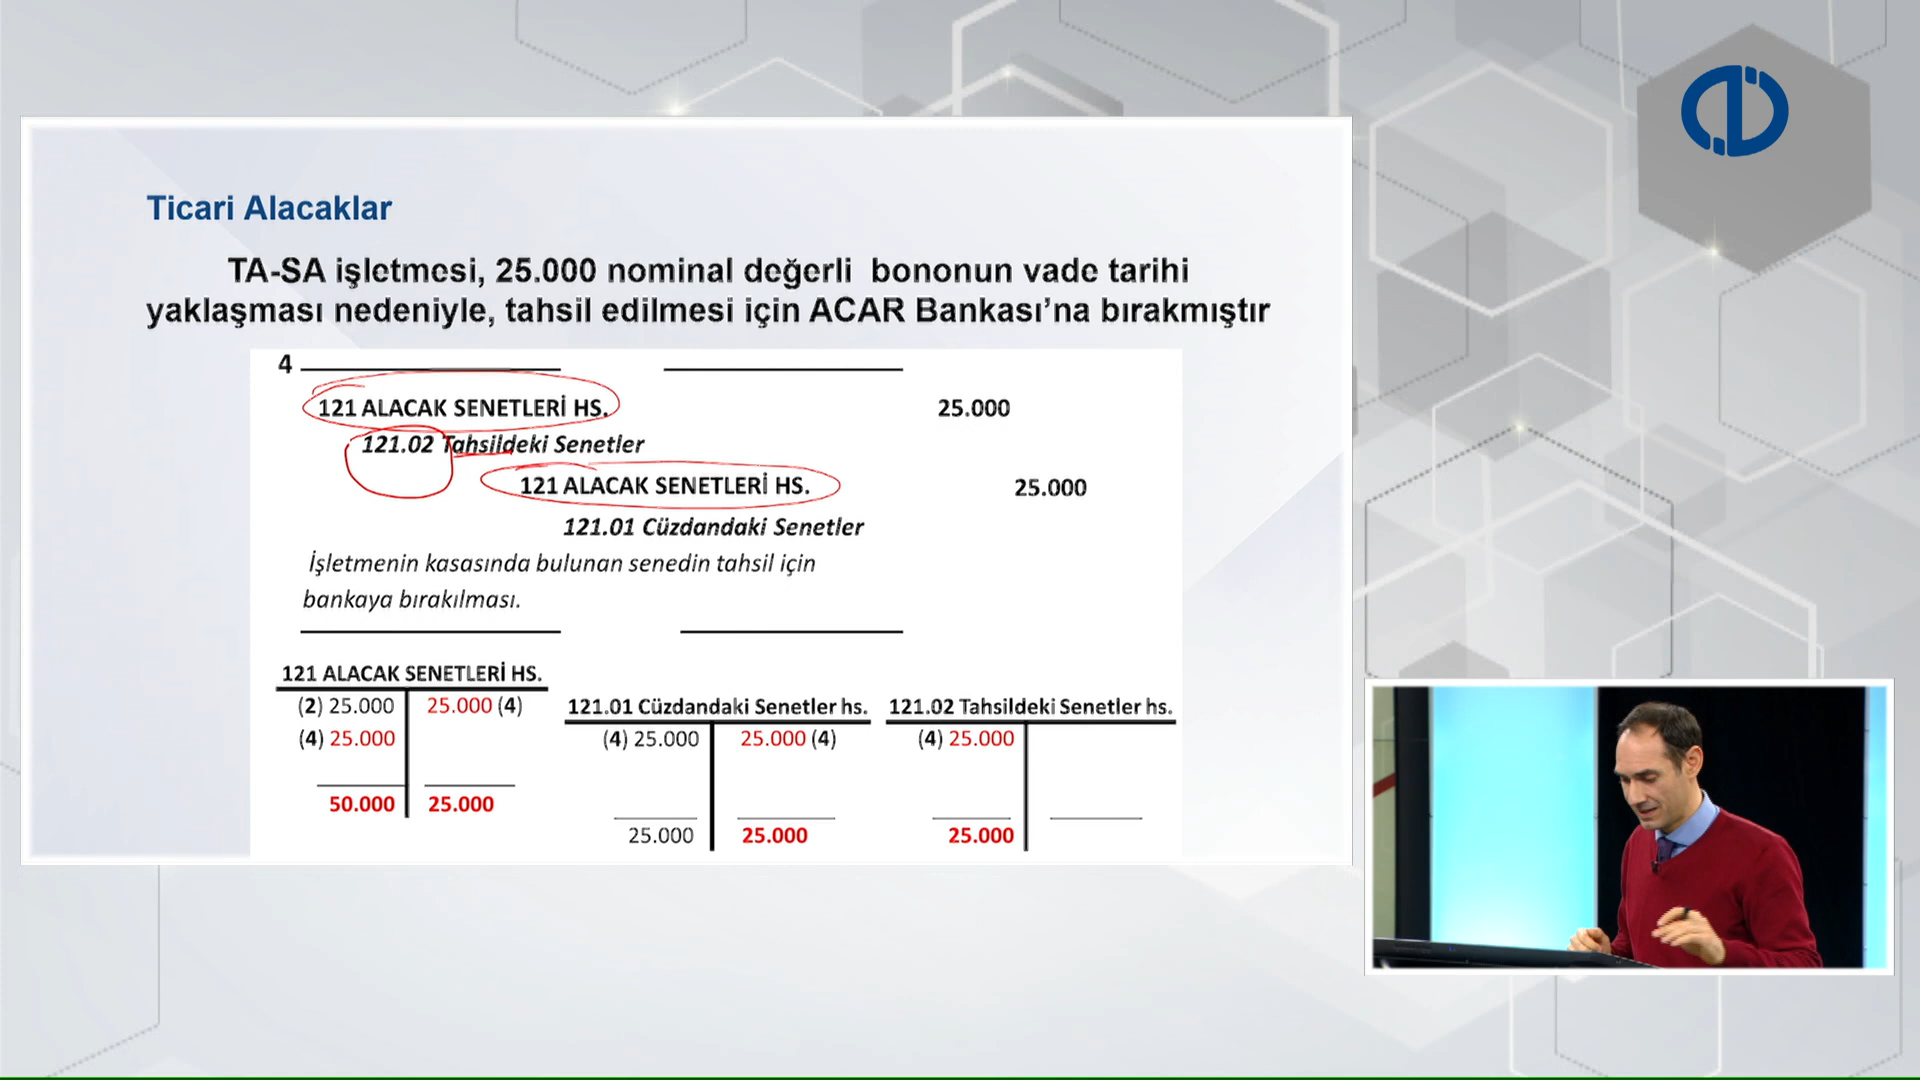 Ticari Alacaklar
TA-SA işletmesi, 25.000 nominal değerli bononun vade tarihi
yaklaşması nedeniyle, tahsil edilmesi için ACAR Bankası’na bırakmıştır
4
121 ALACAK SENETLERİ HS. 25.000
121.02 Tahsildeki Senetler
121 ALACAK SENETLERİ HS. 25.000
121.01 Cüzdandaki Senetler
İşletmenin kasasında bulunan senedin tahsil için
bankaya bırakılması.
121 ALACAK SENETLERİ HS.
(2) 25.000 25.000 (4)
(4) 25.000
50.000 25.000
121.01 Cüzdandaki Senetler hs.
(4) 25.000 25.000 (4)
25.000 25.000
121.02 Tahsildeki Senetler hs.
(4) 25.000
25.000